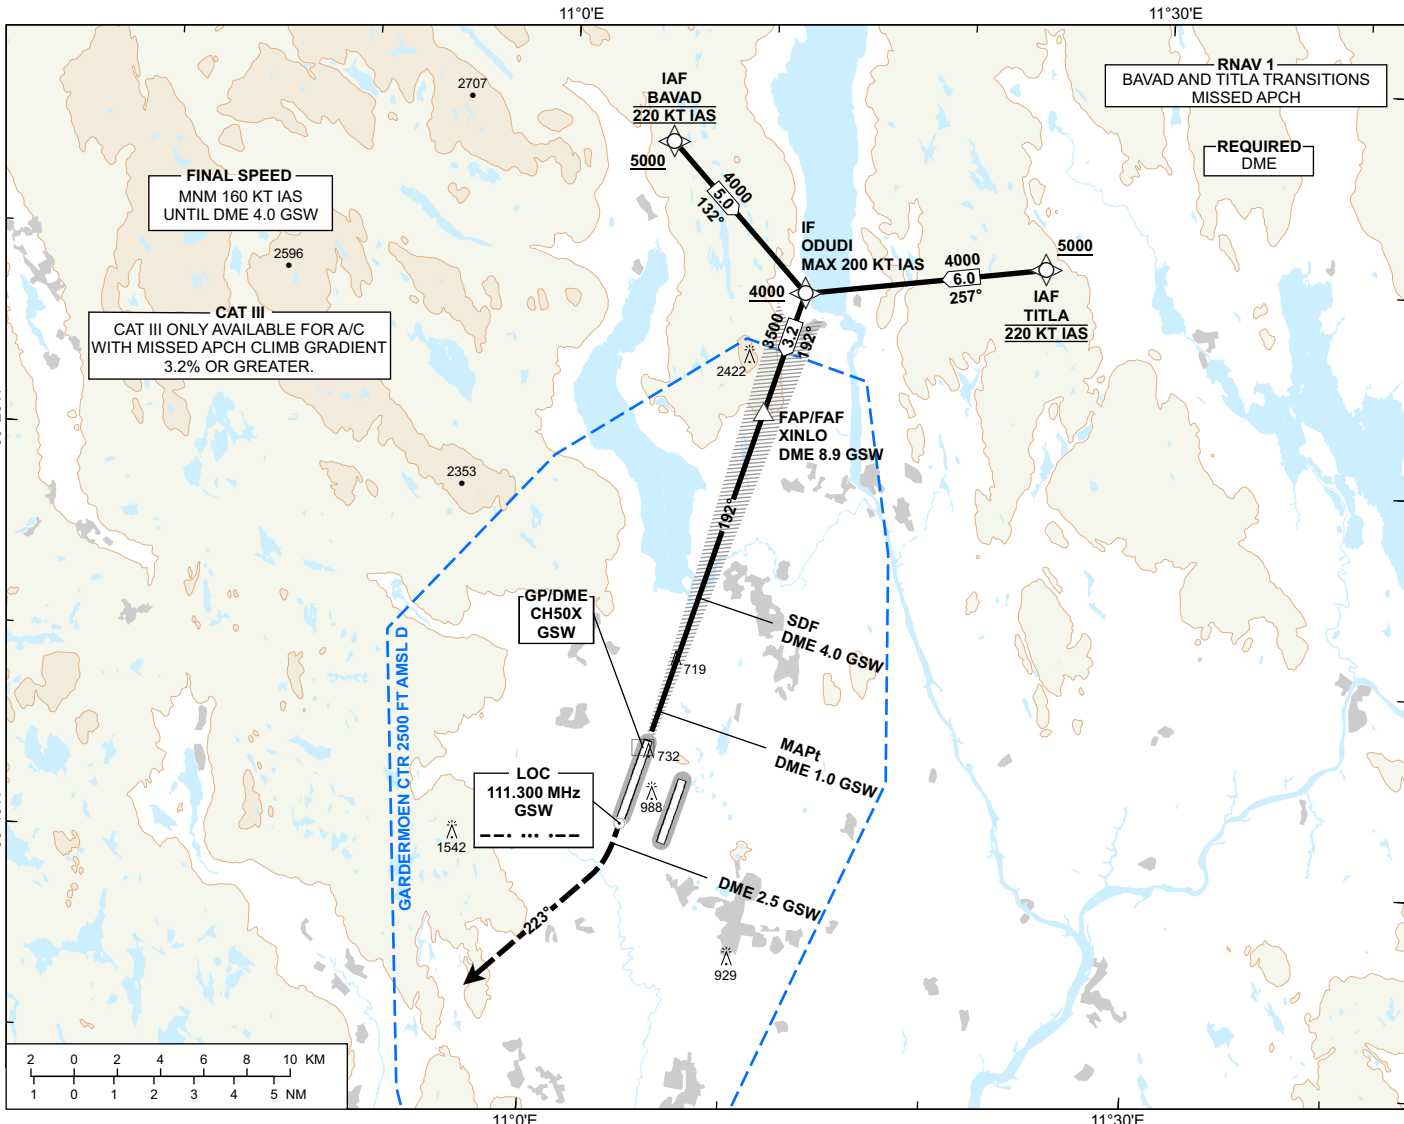 11°0'E
11°30'E
2707
IAF
BAVAD
220 KT IAS
5000
4000
5.0
132°
RNAV 1
BAVAD AND TITLA TRANSITIONS
MISSED APCH
REQUIRED
DME
FINAL SPEED
MNM 160 KT IAS
UNTIL DME 4.0 GSW
2596
IF
ODUDI
MAX 200 KT IAS
4000
4000
6.0
257°
5000
IAF
TITLA
220 KT IAS
CAT III
CAT III ONLY AVAILABLE FOR A/C
WITH MISSED APCH CLIMB GRADIENT
3.2% OR GREATER.
3500
3.2
192°
2422
FAP/FAF
XINLO
DME 8.9 GSW
2353
192°
GP/DME
CH50X
GSW
SDF
DME 4.0 GSW
719
GARDERMOEN CTR 2500 FT AMSL D
MAPt
DME 1.0 GSW
732
LOC
111.300 MHz
GSW
988
1542
DME 2.5 GSW
223°
929
2 0 2 4 6 8 10 KM
1 0 1 2 3 4 5 NM
11°0'E
11°30'E